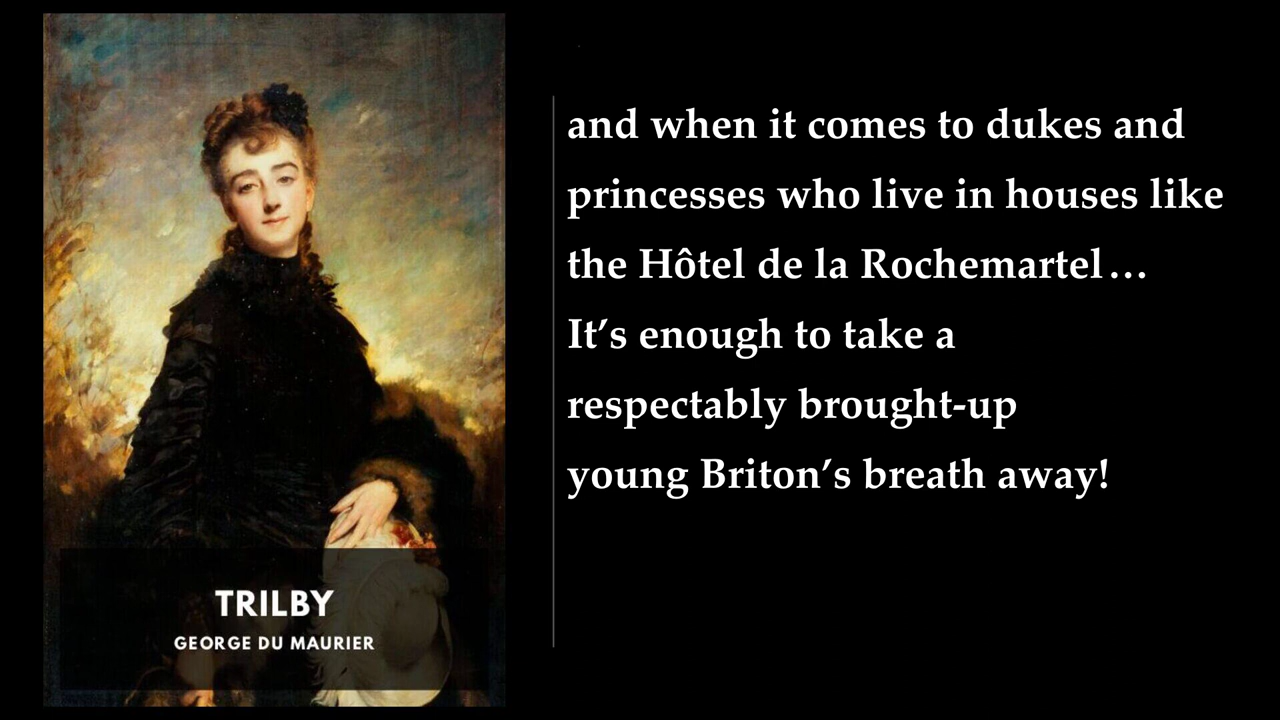 TRILBY
GEORGE DU MAURIER
and when it comes to dukes and
princesses who live in houses like
the Hôtel de la Rochemartel…
It’s enough to take a
respectably brought-up
young Briton’s breath away!